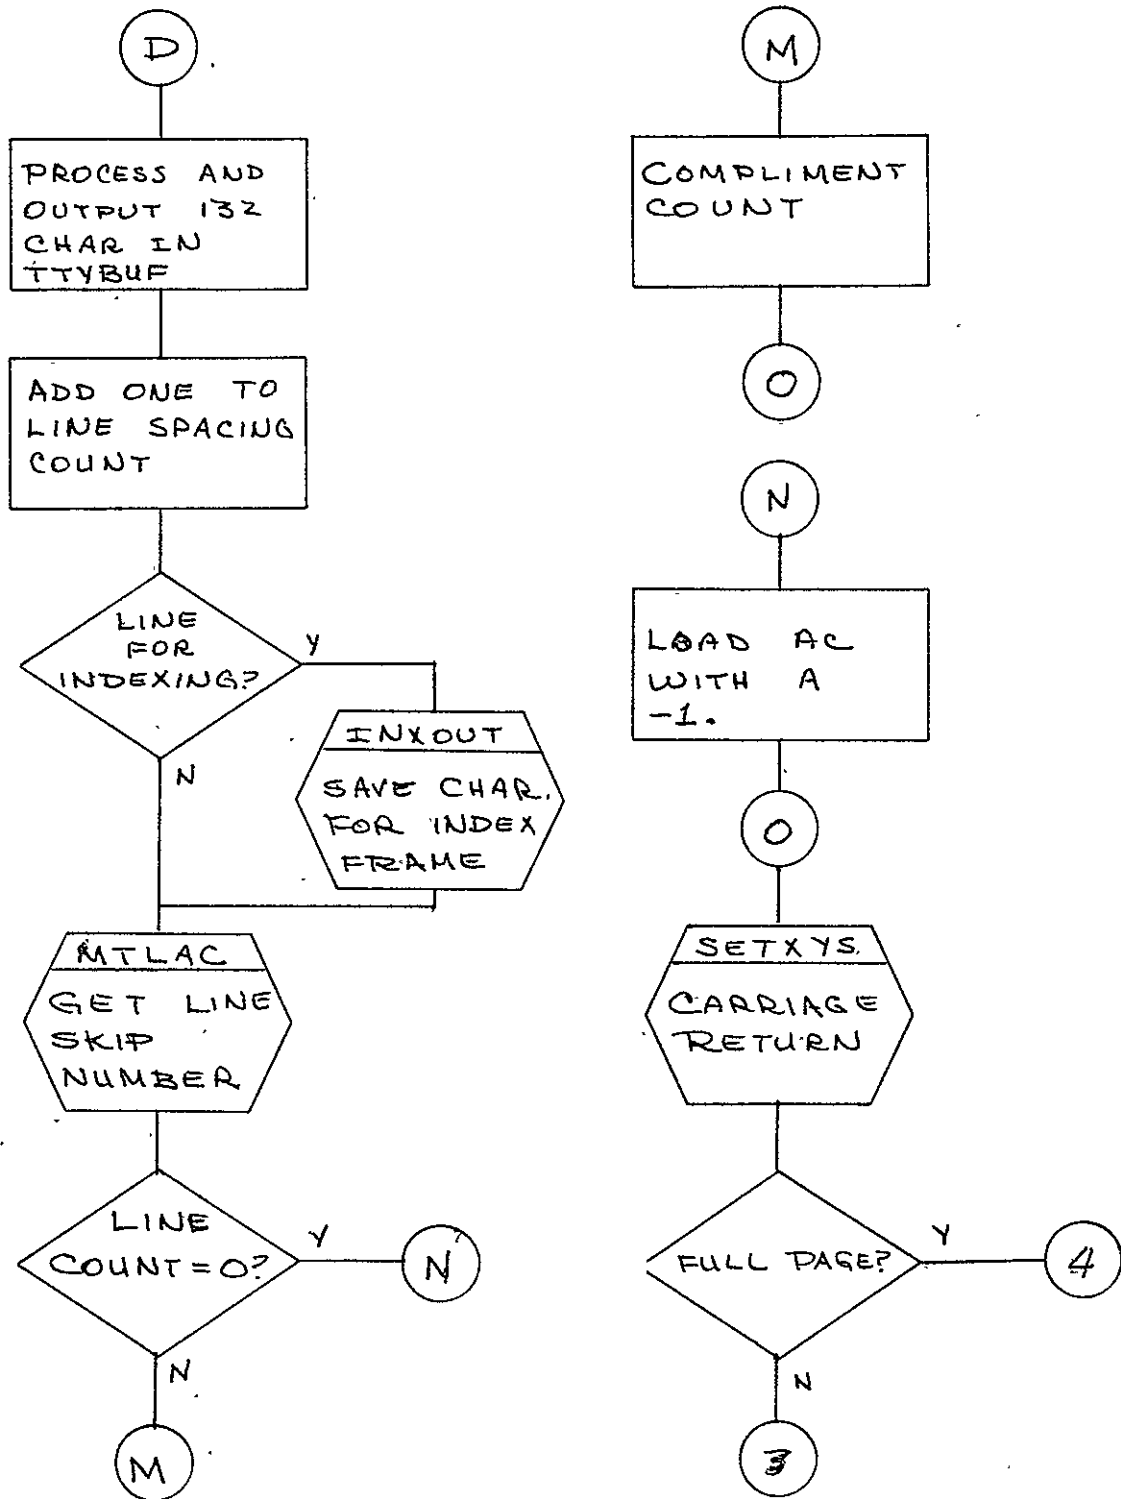 D
PROCESS AND
OUTPUT 132
CHAR IN
TTYBUF
ADD ONE TO
LINE SPACING
COUNT
LINE
FOR
INDEXING?
Y
N
INXOUT
SAVE CHAR.
FOR INDEX
FRAME
MTLAC
GET LINE
SKIP
NUMBER
LINE
COUNT=0?
Y
N
N
M
M
COMPLIMENT
COUNT
O
N
LOAD AC
WITH A
-1.
O
SETXYS.
CARRIAGE
RETURN
FULL PAGE?
Y
4
N
3